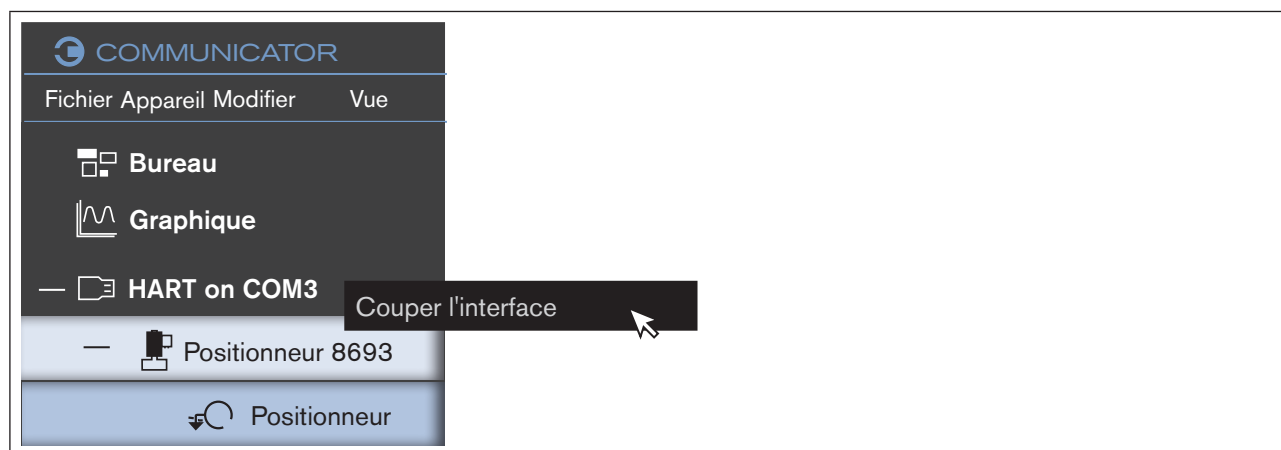 COMMUNICATOR
Fichier Appareil Modifier Vue
Bureau
Graphique
HART on COM3
Couper l'interface
Positionneur 8693
Positionneur